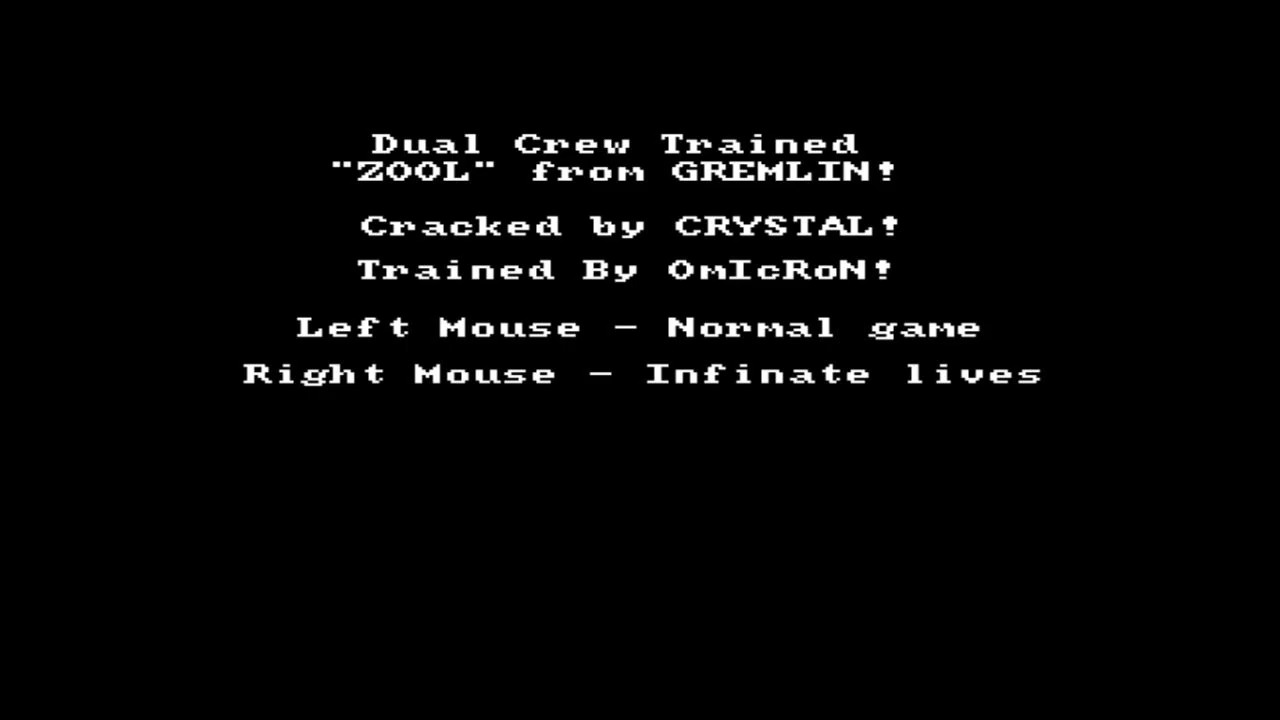 Dual Crew Trained
"ZOOL" from GREMLIN!
Cracked by CRYSTAL!
Trained By OmIcRoN!
Left Mouse - Normal game
Right Mouse - Infinate lives